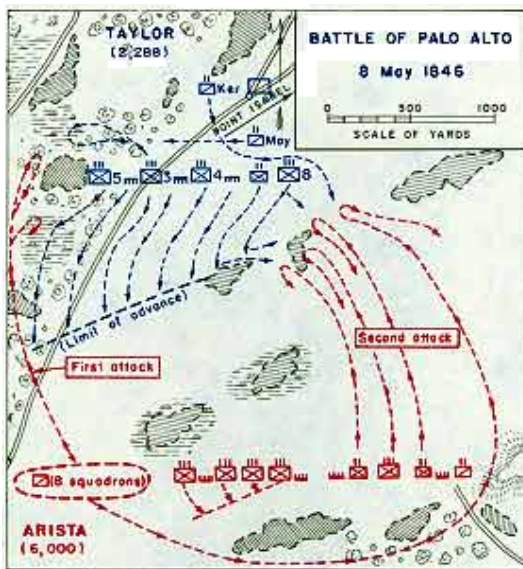 TAYLOR
(2,288)
BATTLE OF PALO ALTO
8 May 1846
0 500 1000
SCALE OF YARDS
Ker
POINT ISABEL
May
5 3 4 8
(Limit of advance)
First attack
Second attack
(8 squadrons)
ARISTA
(6,000)